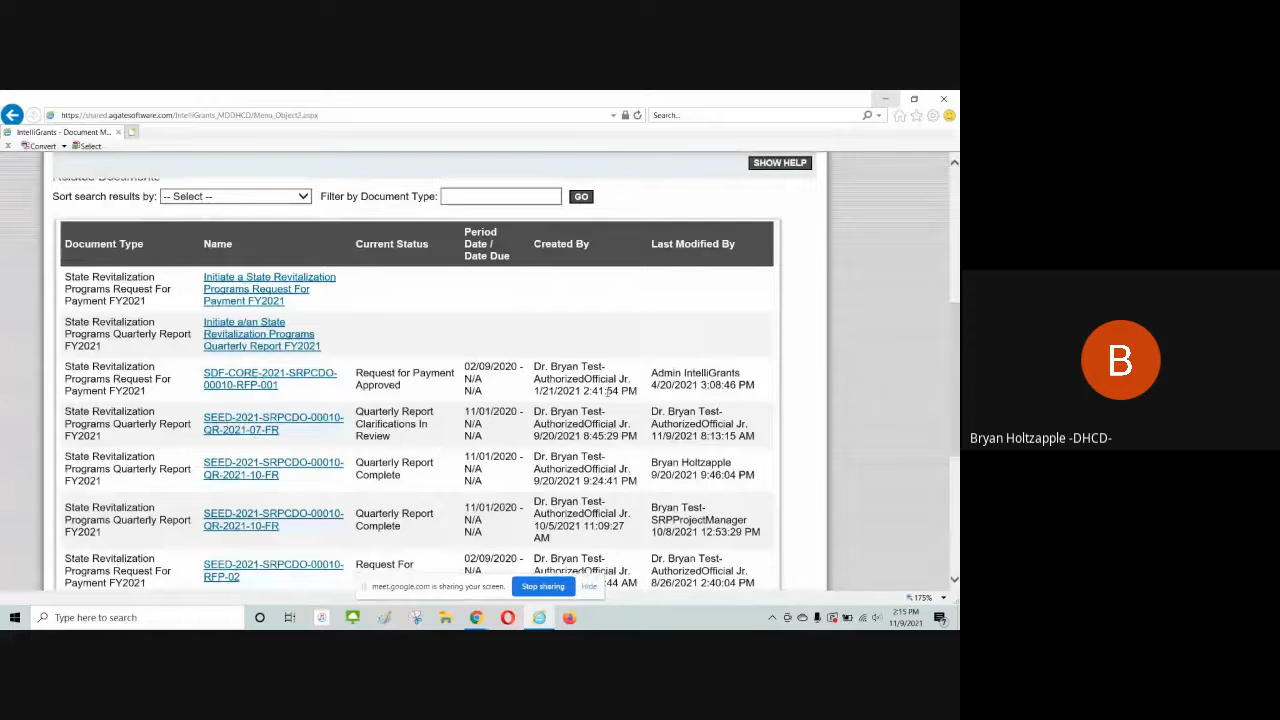 https://shared.agatesoftware.com/IntelliGrants_MDDHCD/Menu_Object2.aspx
Search...
IntelliGrants - Document M...
x Convert Select
SHOW HELP
Related Documents
Sort search results by: -- Select -- Filter by Document Type: GO
Document Type Name Current Status Period Date / Date Due Created By Last Modified By
State Revitalization Initiate a State Revitalization
Programs Request For Programs Request For
Payment FY2021 Payment FY2021
State Revitalization Initiate a/an State
Programs Quarterly Report Revitalization Programs
FY2021 Quarterly Report FY2021
State Revitalization 02/09/2020 - Dr. Bryan Test-
Programs Request For SDF-CORE-2021-SRPCDO- Request for Payment N/A AuthorizedOfficial Jr. Admin IntelliGrants
Payment FY2021 00010-RFP-001 Approved N/A 1/21/2021 2:41:54 PM 4/20/2021 3:08:46 PM
State Revitalization Quarterly Report 11/01/2020 - Dr. Bryan Test- Dr. Bryan Test-
Programs Quarterly Report SEED-2021-SRPCDO-00010- Clarifications In N/A AuthorizedOfficial Jr. AuthorizedOfficial Jr.
FY2021 QR-2021-07-FR Review N/A 9/20/2021 8:45:29 PM 11/9/2021 8:13:15 AM
State Revitalization 11/01/2020 - Dr. Bryan Test-
Programs Quarterly Report SEED-2021-SRPCDO-00010- Quarterly Report N/A AuthorizedOfficial Jr. Bryan Holtzapple
FY2021 QR-2021-10-FR Complete N/A 9/20/2021 9:24:41 PM 9/20/2021 9:46:04 PM
State Revitalization 11/01/2020 - Dr. Bryan Test- Bryan Test-
Programs Quarterly Report SEED-2021-SRPCDO-00010- Quarterly Report N/A AuthorizedOfficial Jr. SRPProjectManager
FY2021 QR-2021-10-FR Complete N/A 10/5/2021 11:09:27 AM 10/8/2021 12:53:29 PM
State Revitalization 02/09/2020 - Dr. Bryan Test- Dr. Bryan Test-
Programs Request For SEED-2021-SRPCDO-00010- Request For N/A AuthorizedOfficial Jr.
Payment FY2021 RFP-02 44 AM 8/26/2021 2:40:04 PM
meet.google.com is sharing your screen. Stop sharing Hide
175%
Type here to search
2:15 PM
11/9/2021
7
B
Bryan Holtzapple -DHCD-